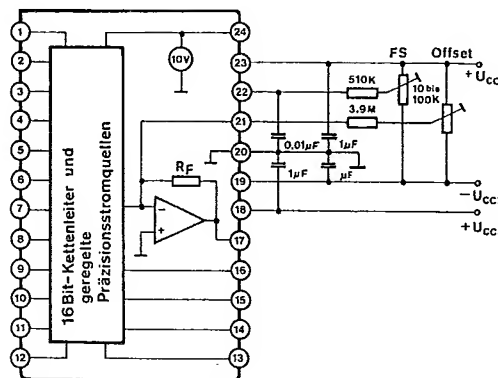 1
2
3
4
5
6
7
8
9
10
11
12
16Bit-Kettenleiter und
geregelte
Präzisionsstromquellen
10V
RF
−
+
24
23
22
21
20
19
18
17
16
15
14
13
FS
Offset
510K
10 bis
100K
3.9M
0,01µF
1µF
1µF
µF
+ Ucc
− Ucc
+ Ucc